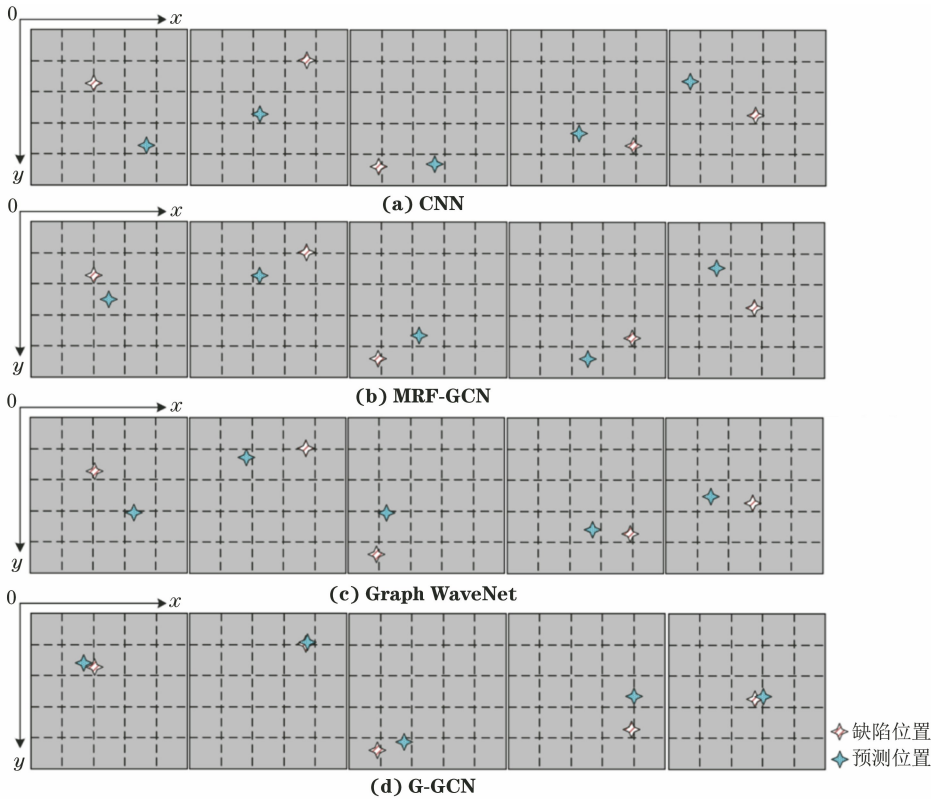 0
x
y
(a) CNN
0
x
y
(b) MRF-GCN
0
x
y
(c) Graph WaveNet
0
x
y
缺陷位置
预测位置
(d) G-GCN